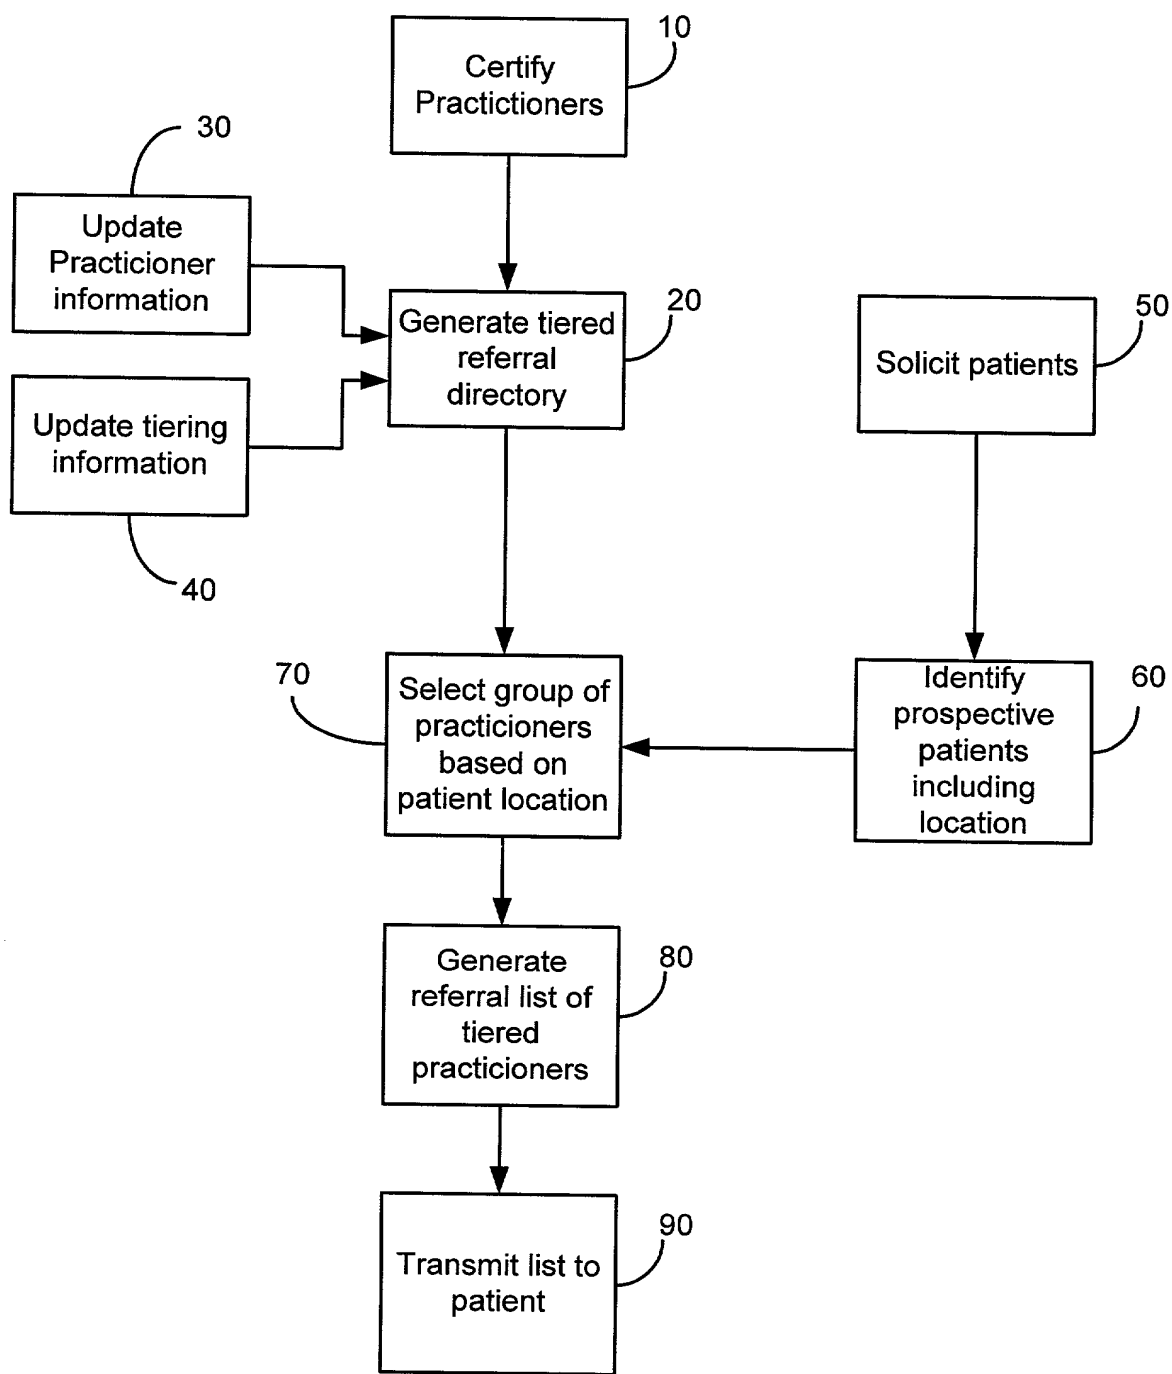 10
Certify
Practictioners
30
Update
Practicioner
information
20
Generate tiered
referral
directory
50
Solicit patients
Update tiering
information
40
70
Select group of
practicioners
based on
patient location
60
Identify
prospective
patients
including
location
80
Generate
referral list of
tiered
practicioners
90
Transmit list to
patient